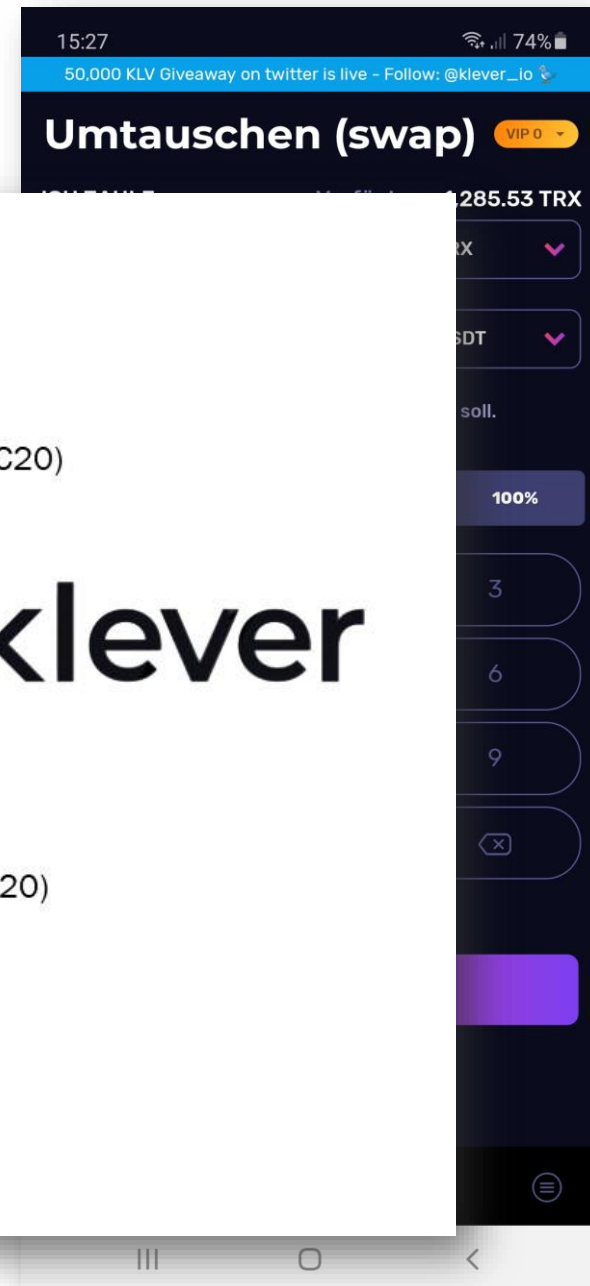 15:27 74%
50,000 KLV Giveaway on twitter is live - Follow: @klever_io
Umtauschen (swap) VIP 0
,285.53 TRX
RX
SDT
soll.
C20)
100%
klever
3
6
9
20)